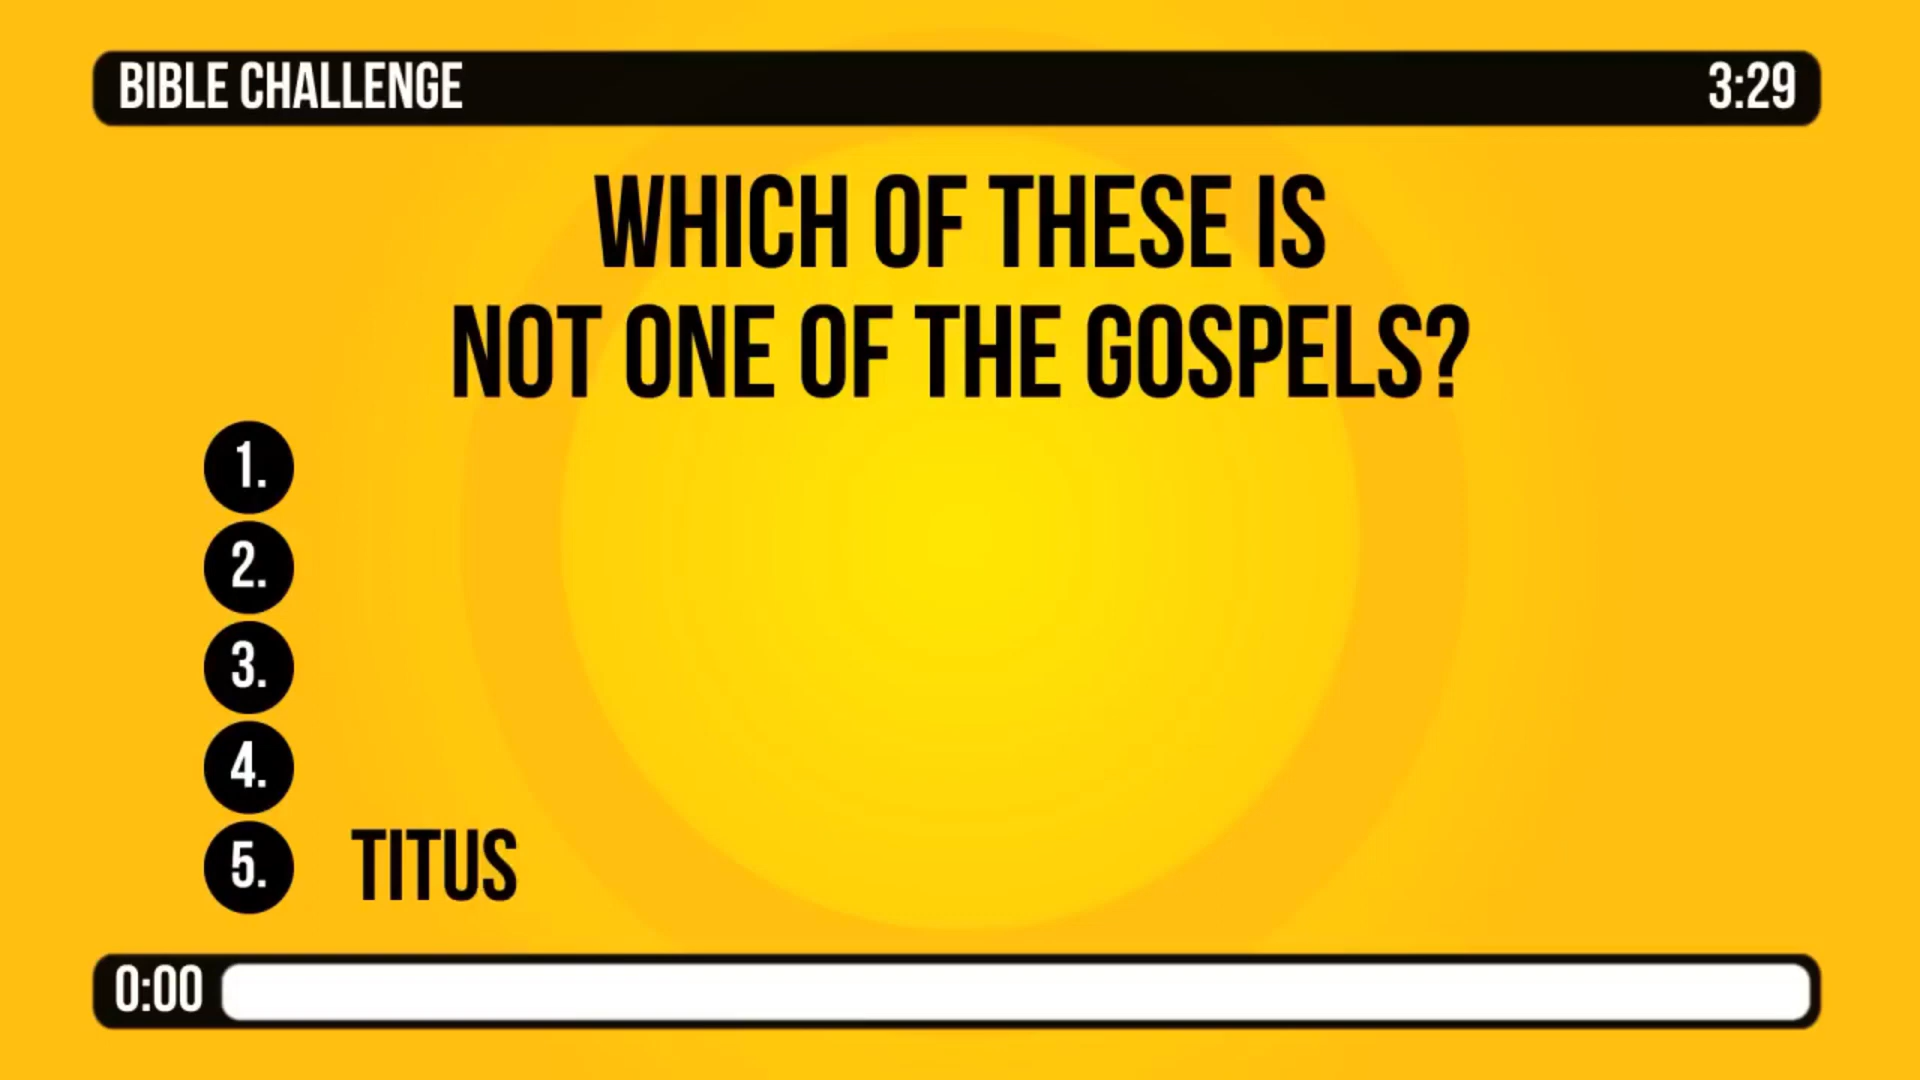 BIBLE CHALLENGE
3:29
WHICH OF THESE IS
NOT ONE OF THE GOSPELS?
1.
2.
3.
4.
5. TITUS
0:00